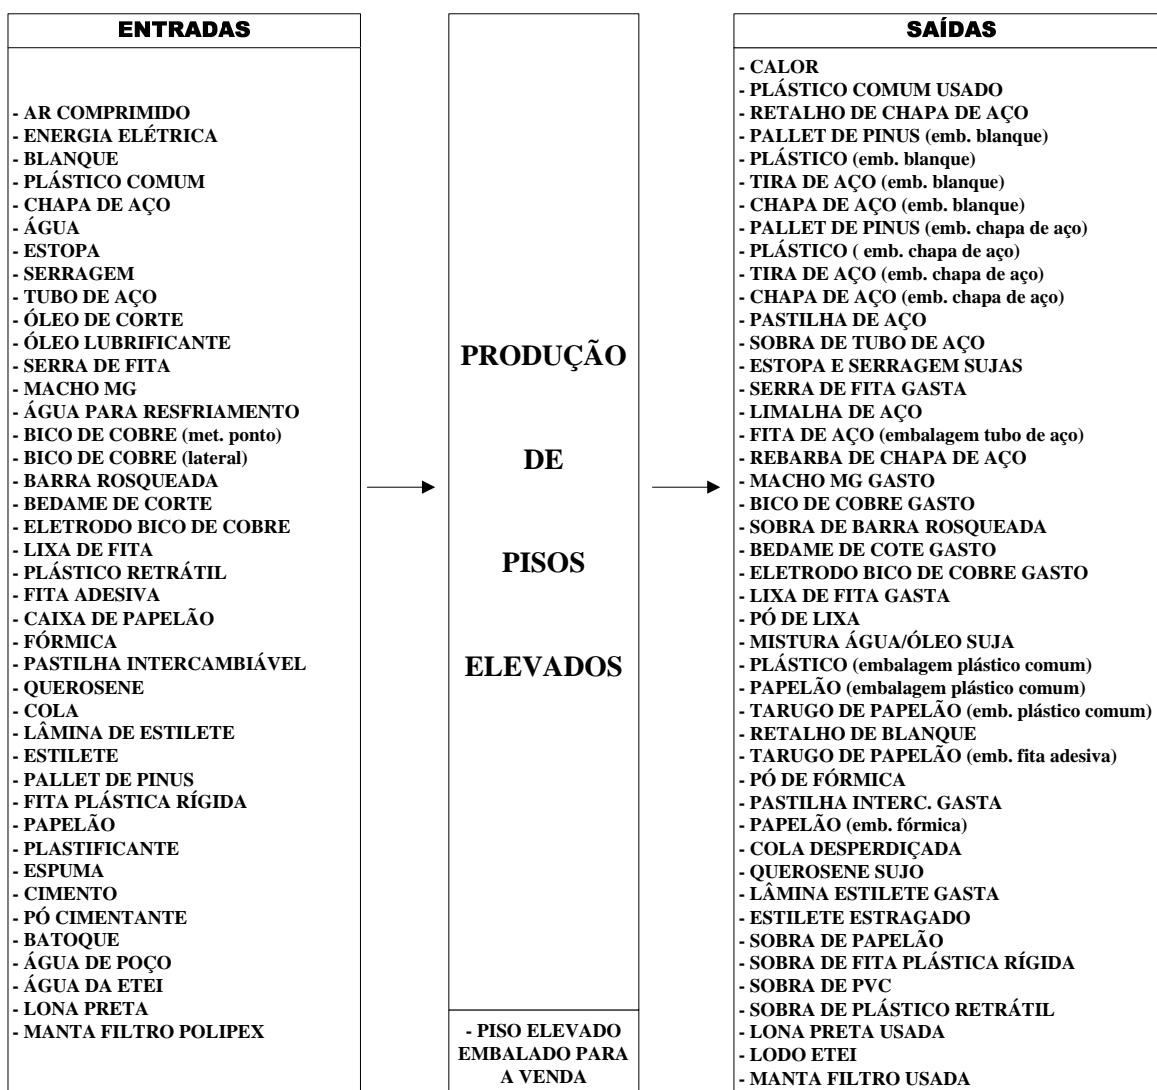 ENTRADAS
- AR COMPRIMIDO
- ENERGIA ELÉTRICA
- BLANQUE
- PLÁSTICO COMUM
- CHAPA DE AÇO
- ÁGUA
- ESTOPA
- SERRAGEM
- TUBO DE AÇO
- ÓLEO DE CORTE
- ÓLEO LUBRIFICANTE
- SERRA DE FITA
- MACHO MG
- ÁGUA PARA RESFRIAMENTO
- BICO DE COBRE (met. ponto)
- BICO DE COBRE (lateral)
- BARRA ROSQUEADA
- BEDAME DE CORTE
- ELETRODO BICO DE COBRE
- LIXA DE FITA
- PLÁSTICO RETRÁTIL
- FITA ADESIVA
- CAIXA DE PAPELÃO
- FÓRMICA
- PASTILHA INTERCAMBIÁVEL
- QUEROSENE
- COLA
- LÂMINA DE ESTILETE
- ESTILETE
- PALLET DE PINUS
- FITA PLÁSTICA RÍGIDA
- PAPELÃO
- PLASTIFICANTE
- ESPUMA
- CIMENTO
- PÓ CIMENTANTE
- BATOQUE
- ÁGUA DE POÇO
- ÁGUA DA ETEI
- LONA PRETA
- MANTA FILTRO POLIPEX
PRODUÇÃO
DE
PISOS
ELEVADOS
- PISO ELEVADO
EMBALADO PARA
A VENDA
SAÍDAS
- CALOR
- PLÁSTICO COMUM USADO
- RETALHO DE CHAPA DE AÇO
- PALLET DE PINUS (emb. blanque)
- PLÁSTICO (emb. blanque)
- TIRA DE AÇO (emb. blanque)
- CHAPA DE AÇO (emb. blanque)
- PALLET DE PINUS (emb. chapa de aço)
- PLÁSTICO ( emb. chapa de aço)
- TIRA DE AÇO (emb. chapa de aço)
- CHAPA DE AÇO (emb. chapa de aço)
- PASTILHA DE AÇO
- SOBRA DE TUBO DE AÇO
- ESTOPA E SERRAGEM SUJAS
- SERRA DE FITA GASTA
- LIMALHA DE AÇO
- FITA DE AÇO (embalagem tubo de aço)
- REBARBA DE CHAPA DE AÇO
- MACHO MG GASTO
- BICO DE COBRE GASTO
- SOBRA DE BARRA ROSQUEADA
- BEDAME DE COTE GASTO
- ELETRODO BICO DE COBRE GASTO
- LIXA DE FITA GASTA
- PÓ DE LIXA
- MISTURA ÁGUA/ÓLEO SUJA
- PLÁSTICO (embalagem plástico comum)
- PAPELÃO (embalagem plástico comum)
- TARUGO DE PAPELÃO (emb. plástico comum)
- RETALHO DE BLANQUE
- TARUGO DE PAPELÃO (emb. fita adesiva)
- PÓ DE FÓRMICA
- PASTILHA INTERC. GASTA
- PAPELÃO (emb. fórmica)
- COLA DESPERDIÇADA
- QUEROSENE SUJO
- LÂMINA ESTILETE GASTA
- ESTILETE ESTRAGADO
- SOBRA DE PAPELÃO
- SOBRA DE FITA PLÁSTICA RÍGIDA
- SOBRA DE PVC
- SOBRA DE PLÁSTICO RETRÁTIL
- LONA PRETA USADA
- LODO ETEI
- MANTA FILTRO USADA